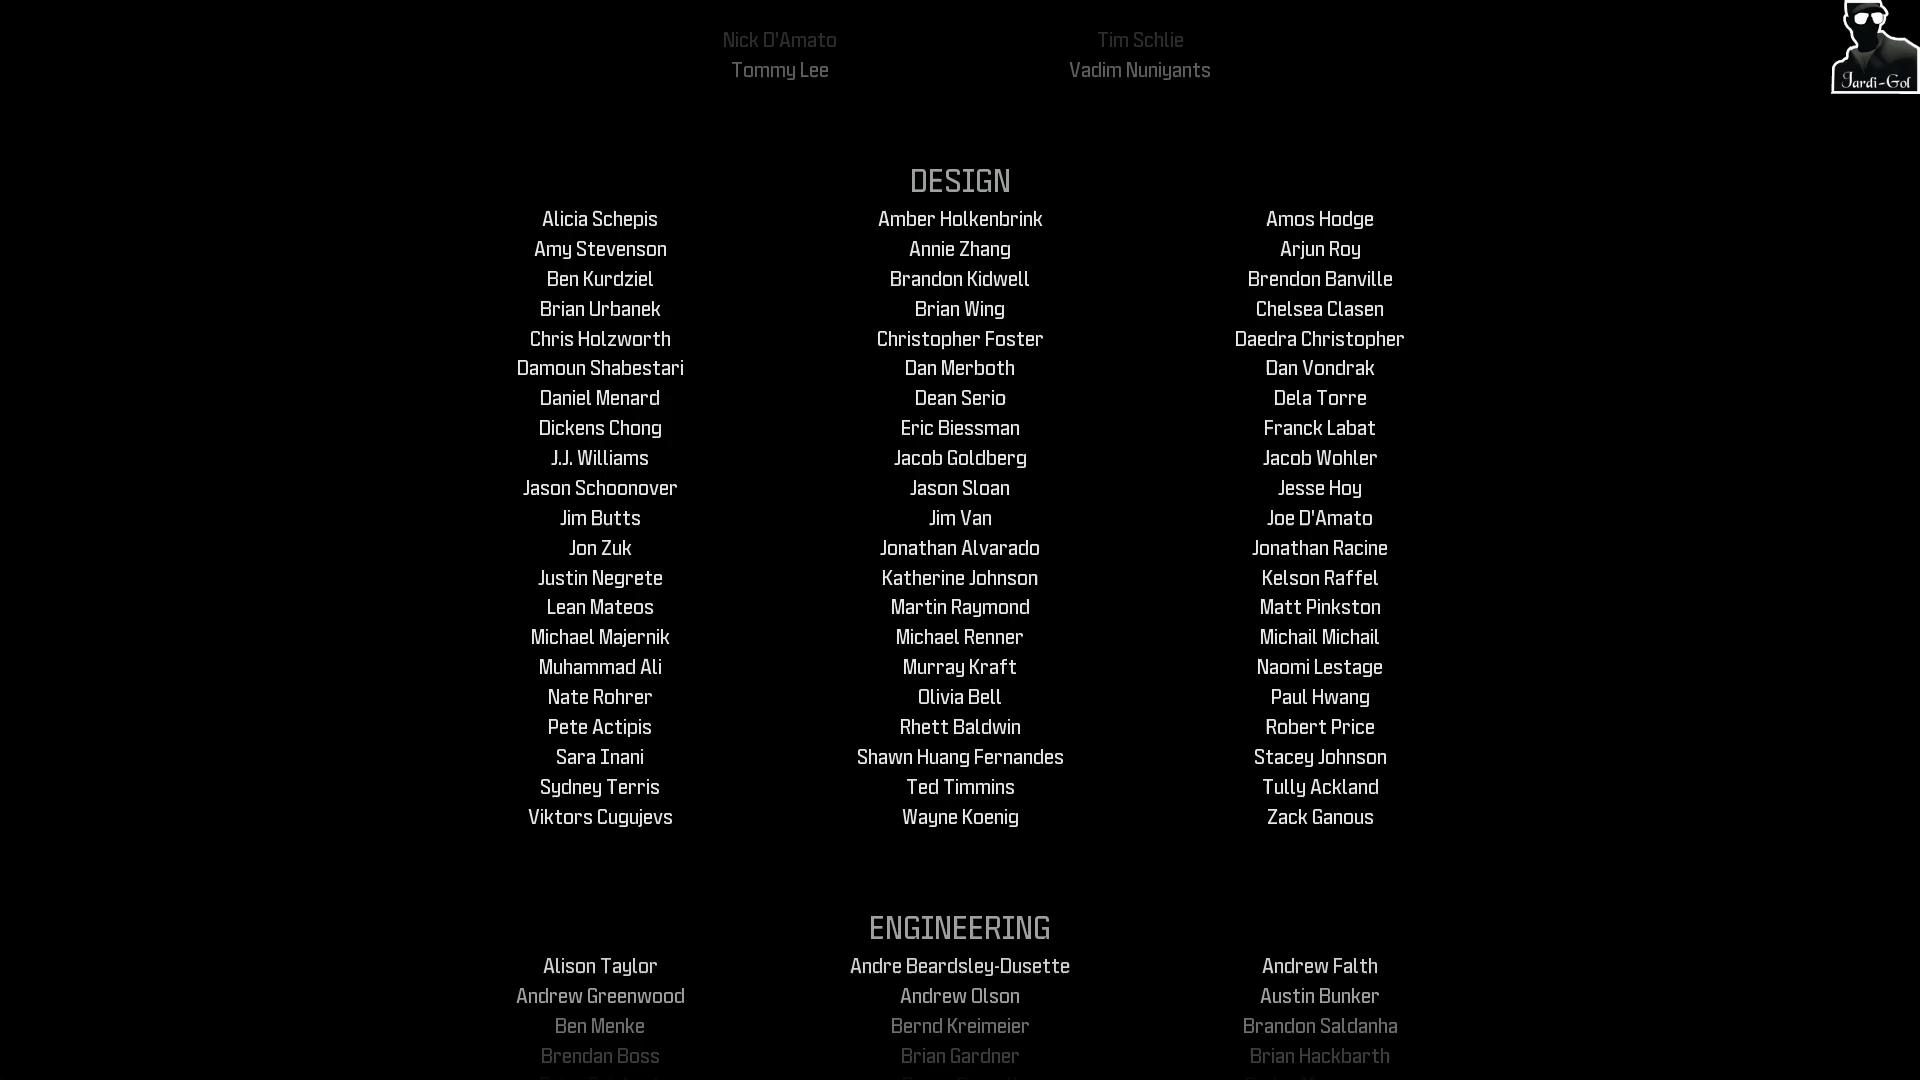 Nick D'Amato Tim Schlie
Tommy Lee Vadim Nuniyants
Jardi-Gol
DESIGN
Alicia Schepis Amber Holkenbrink Amos Hodge
Amy Stevenson Annie Zhang Arjun Roy
Ben Kurdziel Brandon Kidwell Brendon Banville
Brian Urbanek Brian Wing Chelsea Clasen
Chris Holzworth Christopher Foster Daedra Christopher
Damoun Shabestari Dan Merboth Dan Vondrak
Daniel Menard Dean Serio Dela Torre
Dickens Chong Eric Biessman Franck Labat
J.J. Williams Jacob Goldberg Jacob Wohler
Jason Schoonover Jason Sloan Jesse Hoy
Jim Butts Jim Van Joe D'Amato
Jon Zuk Jonathan Alvarado Jonathan Racine
Justin Negrete Katherine Johnson Kelson Raffel
Lean Mateos Martin Raymond Matt Pinkston
Michael Majernik Michael Renner Michail Michail
Muhammad Ali Murray Kraft Naomi Lestage
Nate Rohrer Olivia Bell Paul Hwang
Pete Actipis Rhett Baldwin Robert Price
Sara Inani Shawn Huang Fernandes Stacey Johnson
Sydney Terris Ted Timmins Tully Ackland
Viktors Cugujevs Wayne Koenig Zack Ganous
ENGINEERING
Alison Taylor Andre Beardsley-Dusette Andrew Falth
Andrew Greenwood Andrew Olson Austin Bunker
Ben Menke Bernd Kreimeier Brandon Saldanha
Brendan Boss Brian Gardner Brian Hackbarth